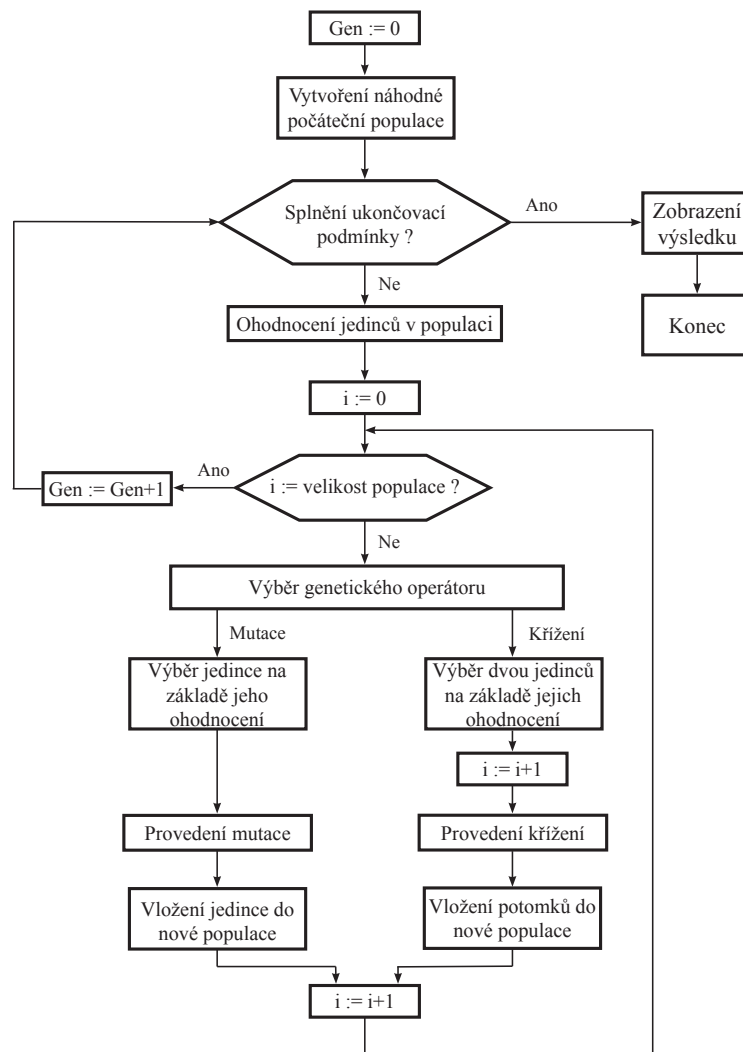 Gen := 0
Vytvoření náhodné
počáteční populace
Splnění ukončovací
podmínky ?
Ano
Zobrazení
výsledku
Konec
Ne
Ohodnocení jedinců v populaci
i := 0
i := velikost populace ?
Ano
Gen := Gen+1
Ne
Výběr genetického operátoru
Mutace
Křížení
Výběr jedince na
základě jeho
ohodnocení
Výběr dvou jedinců
na základě jejich
ohodnocení
i := i+1
Provedení mutace
Provedení křížení
Vložení jedince do
nové populace
Vložení potomků do
nové populace
i := i+1